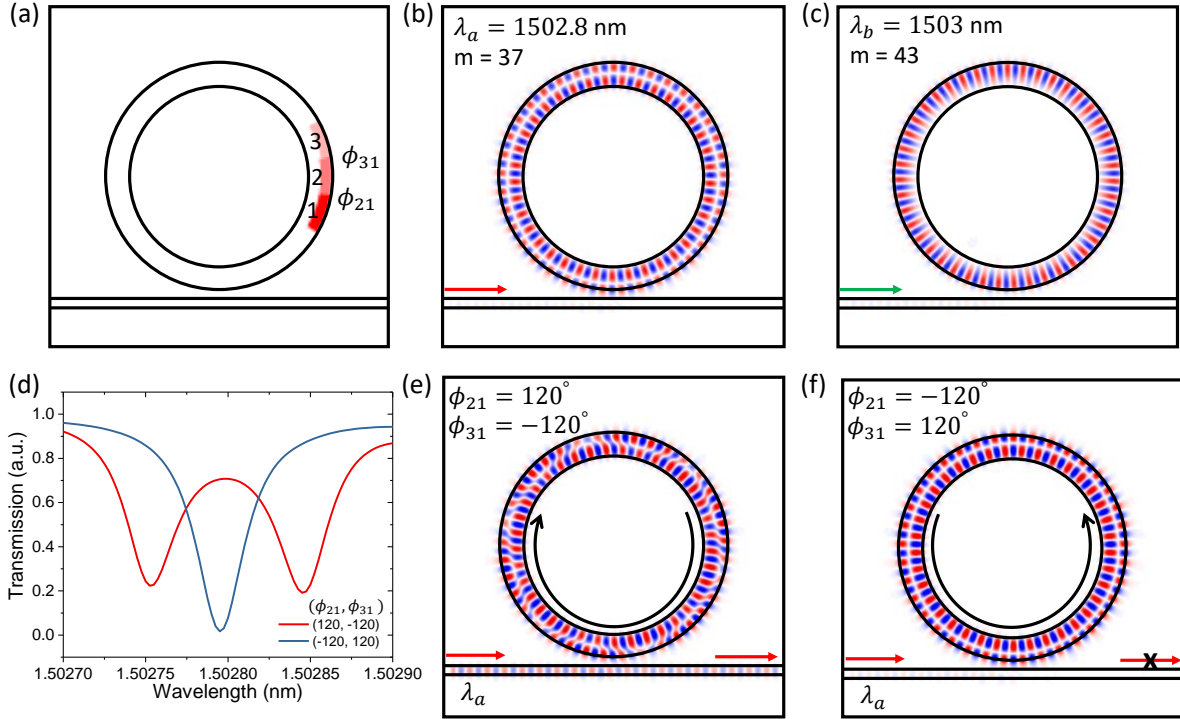 (a)
3
ϕ₃₁
2
ϕ₂₁
1
(b)
λₐ = 1502.8 nm
m = 37
(c)
λ_b = 1503 nm
m = 43
(d)
Transmission (a.u.)
1.0
0.8
0.6
0.4
0.2
0.0
(ϕ₂₁, ϕ₃₁)
(120, -120)
(-120, 120)
1.50270
1.50275
1.50280
1.50285
1.50290
Wavelength (nm)
(e)
ϕ₂₁ = 120°
ϕ₃₁ = −120°
λₐ
(f)
ϕ₂₁ = −120°
ϕ₃₁ = 120°
X
λₐ